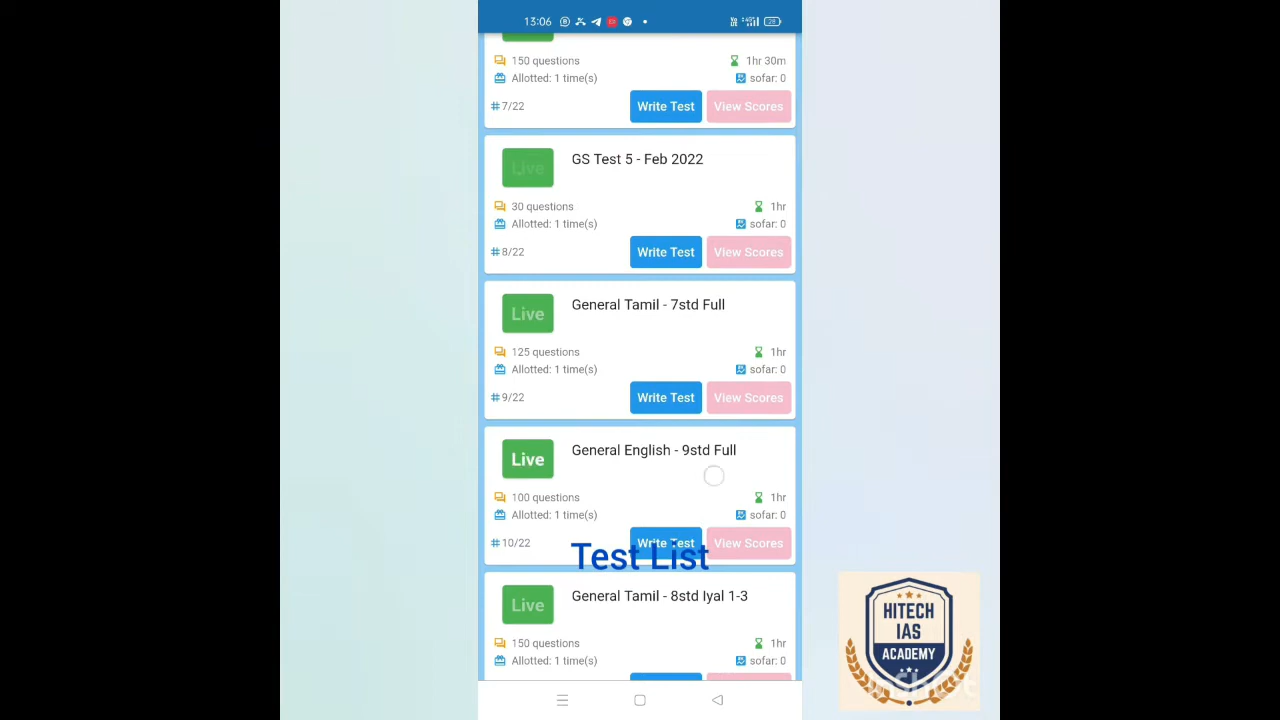 13:06
28
150 questions
1hr 30m
Allotted: 1 time(s)
sofar: 0
#7/22
Write Test
View Scores
Live
GS Test 5 - Feb 2022
30 questions
1hr
Allotted: 1 time(s)
sofar: 0
#8/22
Write Test
View Scores
Live
General Tamil - 7std Full
125 questions
1hr
Allotted: 1 time(s)
sofar: 0
#9/22
Write Test
View Scores
Live
General English - 9std Full
100 questions
1hr
Allotted: 1 time(s)
sofar: 0
#10/22
Write Test
View Scores
Test List
Live
General Tamil - 8std Iyal 1-3
150 questions
1hr
Allotted: 1 time(s)
sofar: 0
HITECH
IAS
ACADEMY